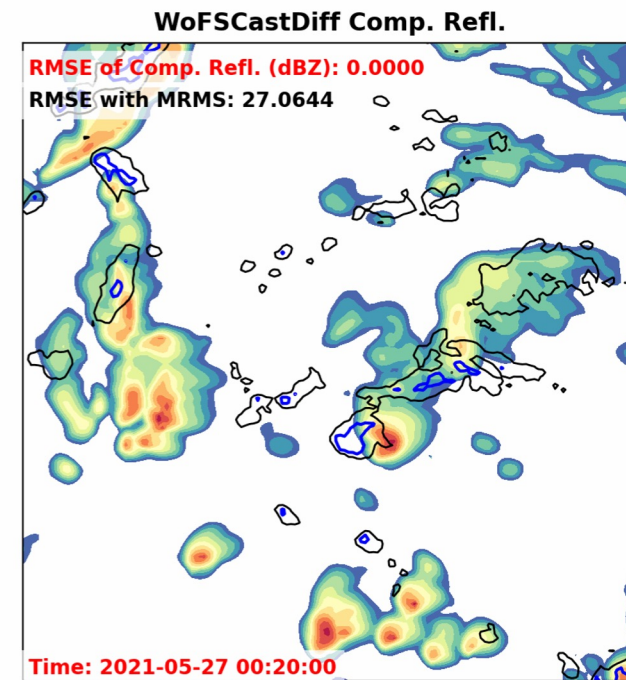 WoFSCastDiff Comp. Refl.
RMSE of Comp. Refl. (dBZ): 0.0000
RMSE with MRMS: 27.0644
Time: 2021-05-27 00:20:00